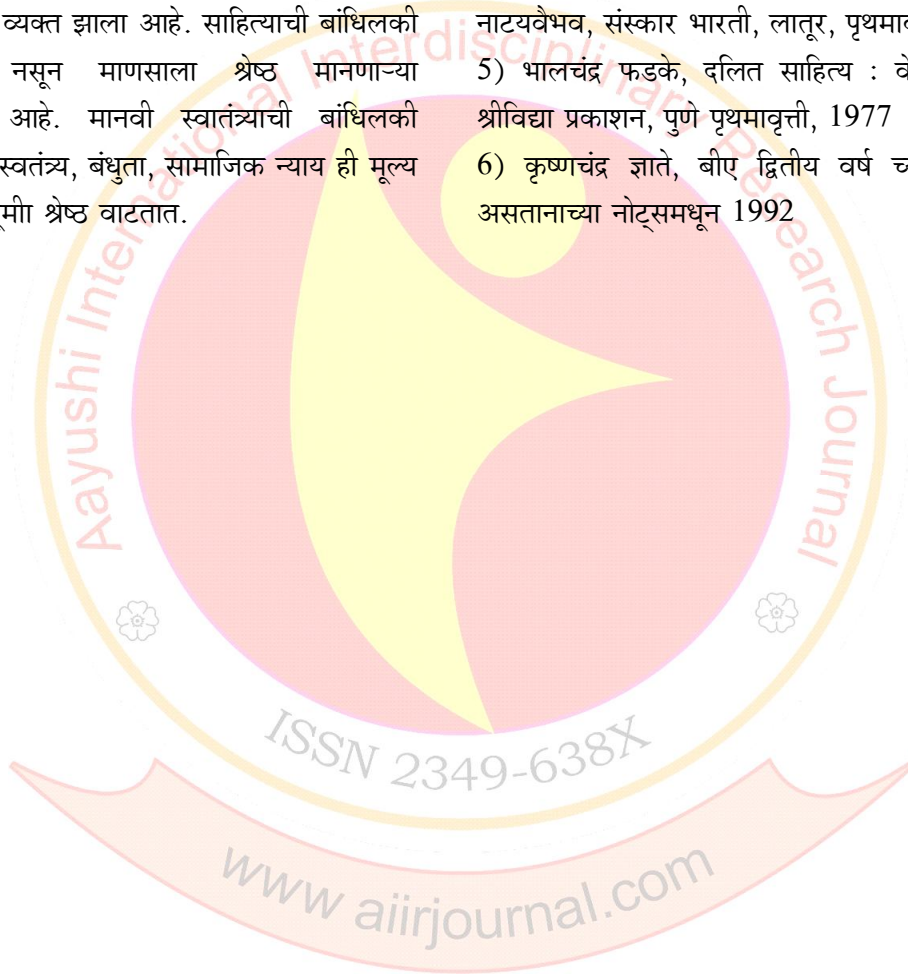 व्यक्त झाला आहे. साहित्याची बांधिलकी
नसून माणसाला श्रेष्ठ मानणाऱ्या
आहे. मानवी स्वातंत्र्याची बांधिलकी
स्वतंत्र्य, बंधुता, सामाजिक न्याय ही मूल्य
श्रेष्ठ वाटतात.
नाटयवैभव, संस्कार भारती, लातूर,
5) भालचंद्र फडके, दलित साहित्य :
श्रीविद्या प्रकाशन, पुणे पृथमावृत्ती, 1977
6) कृष्णचंद्र ज्ञाते, बीए द्वितीय वर्ष
असतानाच्या नोट्समधून 1992
Aayushi International Interdisciplinary Research Journal
ISSN 2349-638X
www.aiirjournal.com